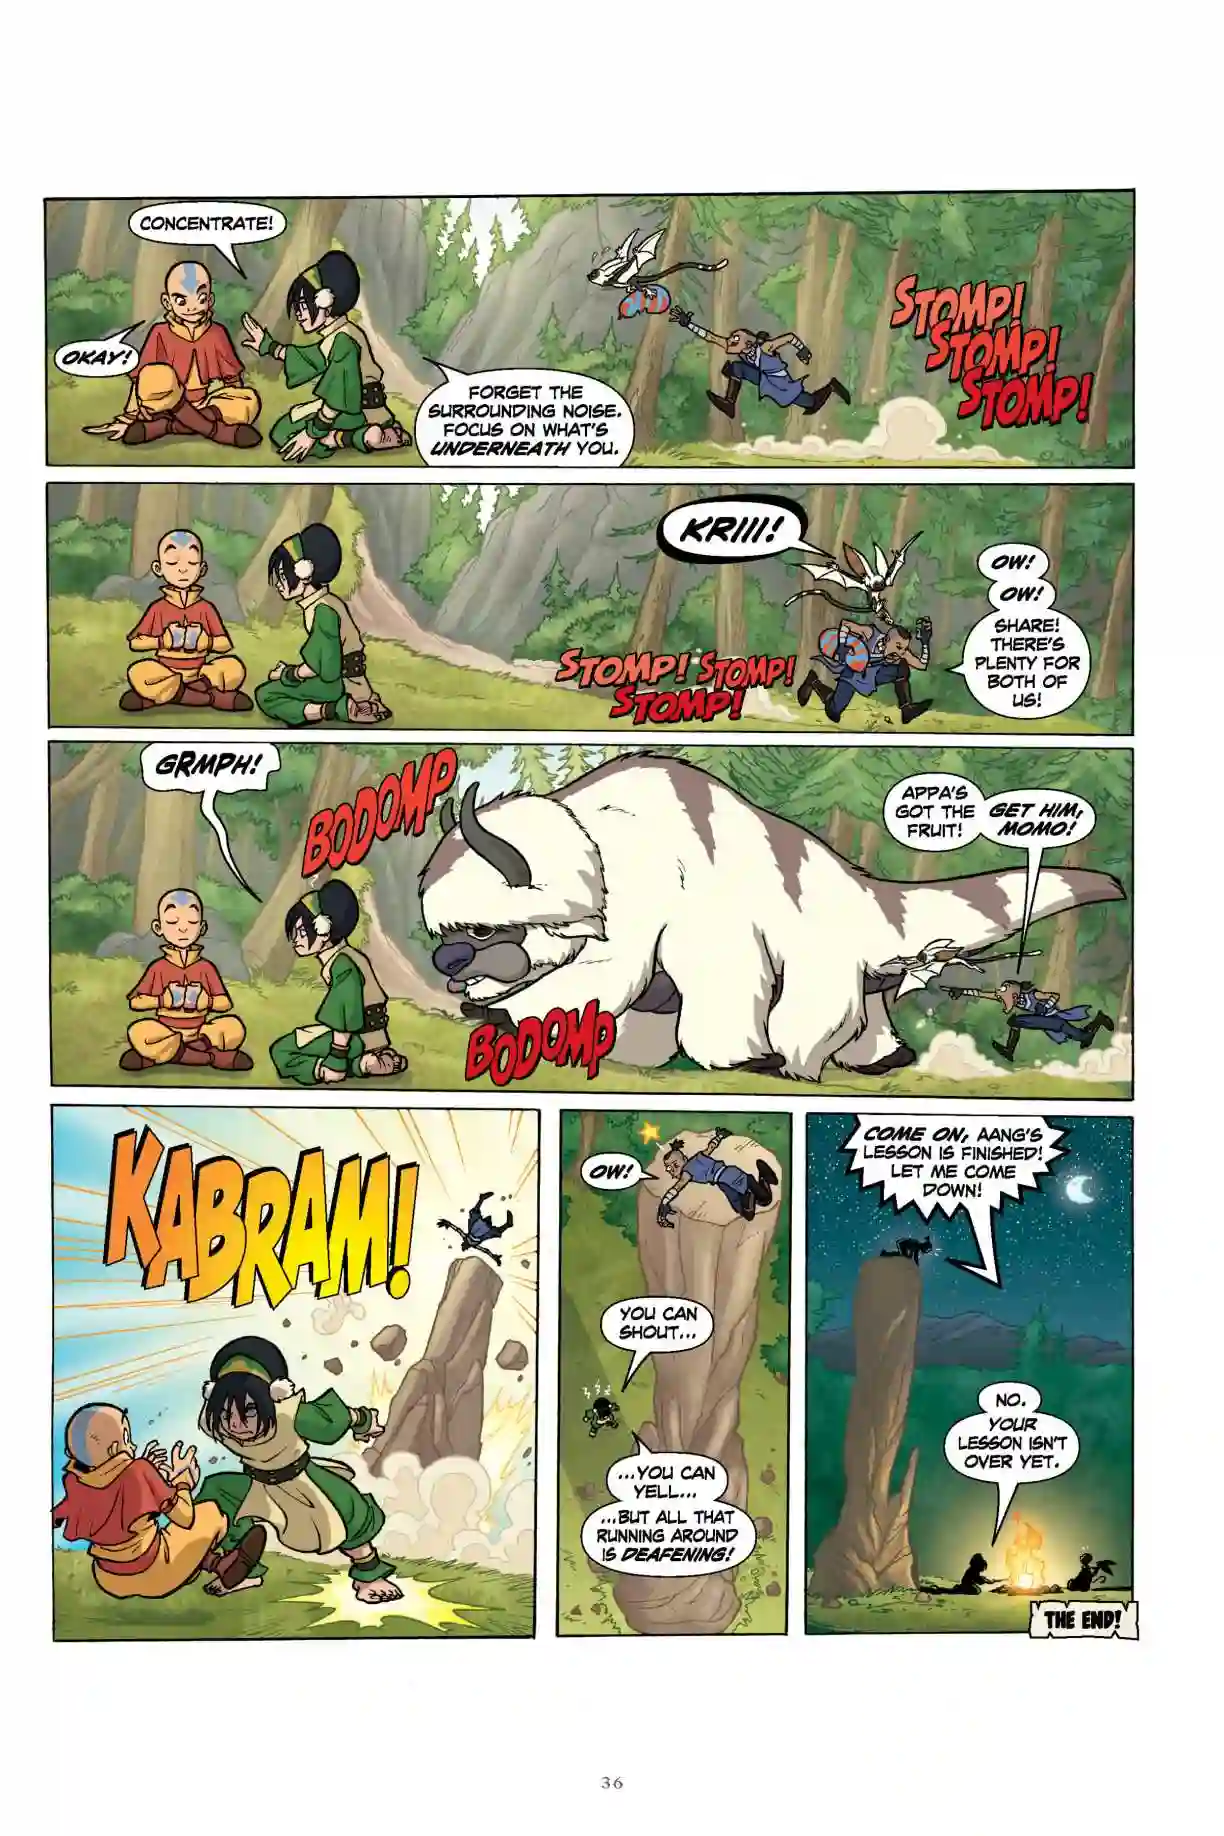 CONCENTRATE!
OKAY!
FORGET THE
SURROUNDING NOISE.
FOCUS ON WHAT'S
UNDERNEATH YOU.
STOMP!
STOMP!
STOMP!
STOMP! STOMP!
STOMP!
KRIII!
OW!
OW!
SHARE!
THERE'S
PLENTY FOR
BOTH OF
US!
GRMPH!
BODOMP
BODOMP
APPA'S
GOT THE
FRUIT!
GET HIM,
MOMO!
KABRAM!
OW!
YOU CAN
SHOUT...
...YOU CAN
YELL...
...BUT ALL THAT
RUNNING AROUND
IS DEAFENING!
COME ON, AANG'S
LESSON IS FINISHED!
LET ME COME
DOWN!
NO.
YOUR
LESSON ISN'T
OVER YET.
THE END!
36